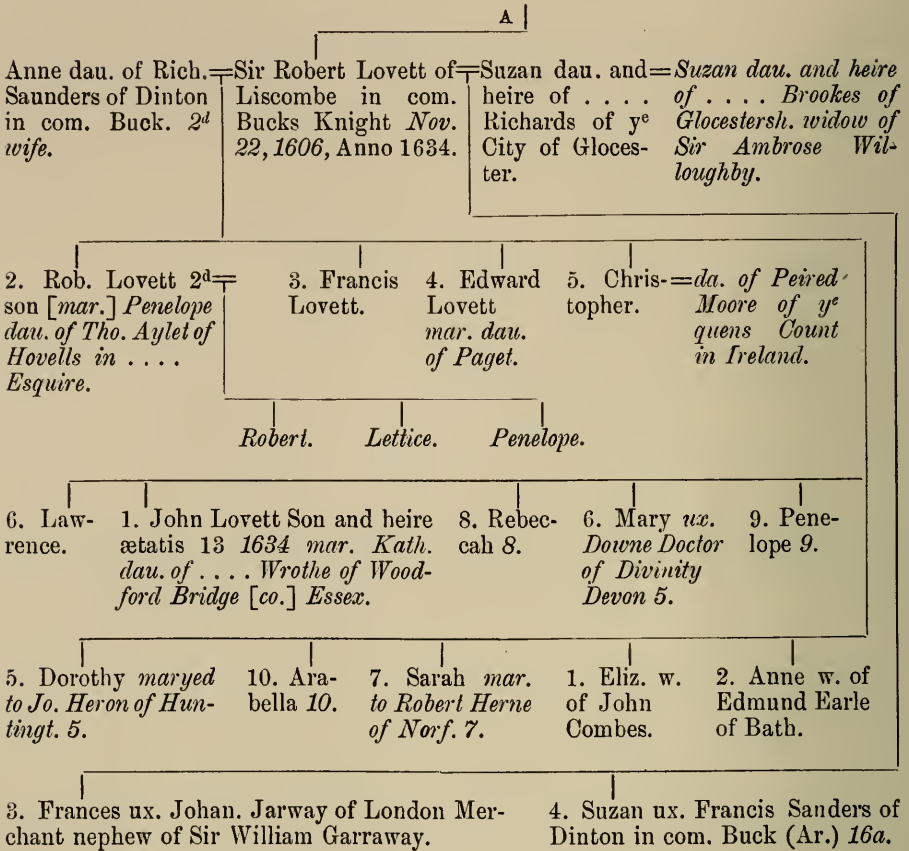 A
Anne dau. of Rich.
Saunders of Dinton
in com. Buck. 2ᵈ
wife.
Sir Robert Lovett of
Liscombe in com.
Bucks Knight Nov.
22, 1606, Anno 1634.
Suzan dau. and
heire of . . . .
Richards of yᵉ
City of Gloces-
ter.
Suzan dau. and heire
of . . . . Brookes of
Glocestersh. widow of
Sir Ambrose Wil-
loughby.
2. Rob. Lovett 2ᵈ
son [mar.] Penelope
dau. of Tho. Aylet of
Hovells in . . . .
Esquire.
3. Francis
Lovett.
4. Edward
Lovett
mar. dau.
of Paget.
5. Chris-
topher.
da. of Peired
Moore of yᵉ
quens Count
in Ireland.
Robert. Lettice. Penelope.
6. Law-
rence.
1. John Lovett Son and heire
ætatis 13 1634 mar. Kath.
dau. of . . . . Wrothe of Wood-
ford Bridge [co.] Essex.
8. Rebec-
cah 8.
6. Mary ux.
Downe Doctor
of Divinity
Devon 5.
9. Pene-
lope 9.
5. Dorothy maryed
to Jo. Heron of Hun-
tingt. 5.
10. Ara-
bella 10.
7. Sarah mar.
to Robert Herne
of Norf. 7.
1. Eliz. w.
of John
Combes.
2. Anne w. of
Edmund Earle
of Bath.
3. Frances ux. Johan. Jarway of London Mer-
chant nephew of Sir William Garraway.
4. Suzan ux. Francis Sanders of
Dinton in com. Buck (Ar.) 16a.